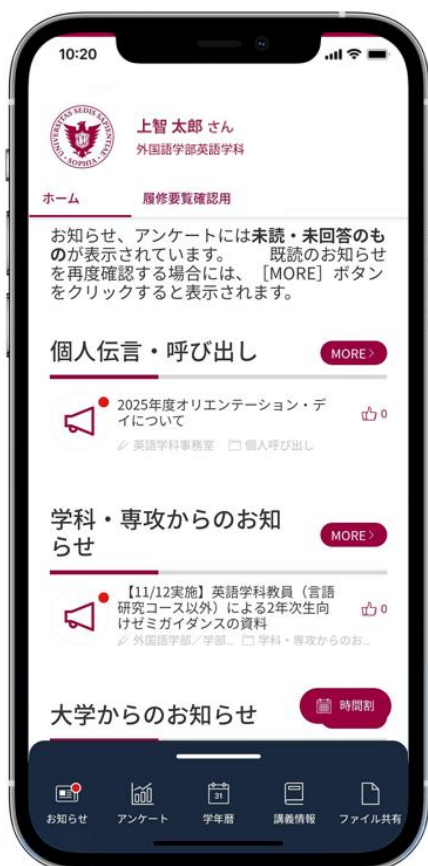 10:20
UNIVERSITAS SEDIS SAPIENTIAE
SOPHIA
上智 太郎 さん
外国語学部英語学科
ホーム
履修要覧確認用
お知らせ、アンケートには未読・未回答のも
のが表示されています。 既読のお知らせ
を再度確認する場合には、［MORE］ボタン
をクリックすると表示されます。
個人伝言・呼び出し
MORE >
2025年度オリエンテーション・デ
イについて
0
英語学科事務室 個人呼び出し
学科・専攻からのお知
らせ
MORE >
【11/12実施】英語学科教員（言語
研究コース以外）による2年次生向
けゼミガイダンスの資料
0
外国語学部／学部... 学科・専攻からのお...
大学からのお知らせ
時間割
31
お知らせ
アンケート
学年暦
講義情報
ファイル共有